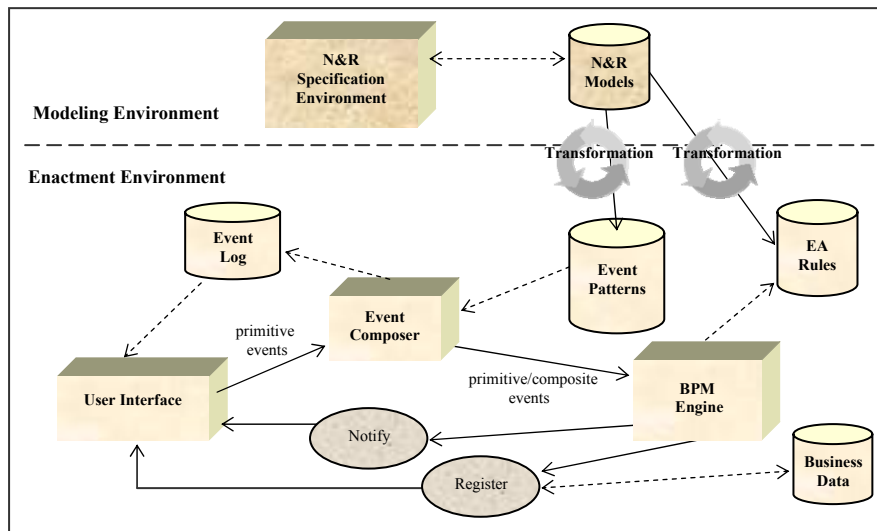 N&R
Specification
Environment
N&R
Models
Modeling Environment
Transformation
Transformation
Enactment Environment
Event
Log
Event
Patterns
EA
Rules
Event
Composer
primitive
events
primitive/composite
events
User Interface
BPM
Engine
Notify
Register
Business
Data